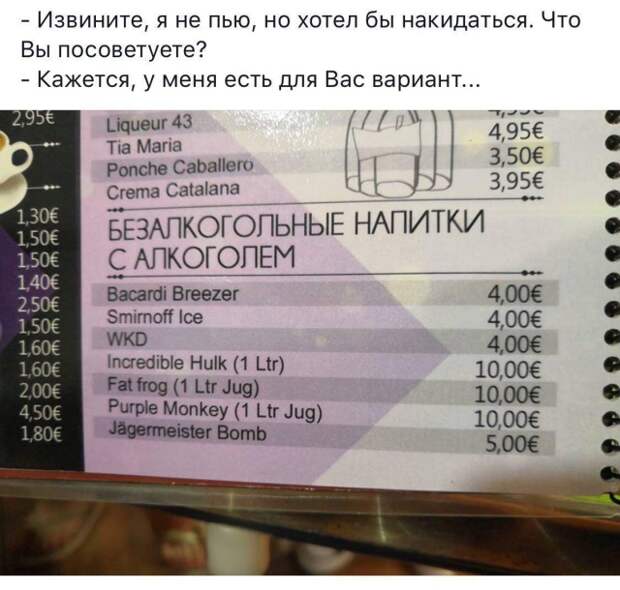 - Извините, я не пью, но хотел бы накидаться. Что
Вы посоветуете?
- Кажется, у меня есть для Вас вариант...
2,95€
Liqueur 43
Tia Maria 4,95€
Ponche Caballero 3,50€
Crema Catalana 3,95€
1,30€
1,50€
1,50€
1,40€
2,50€
1,50€
1,60€
1,60€
2,00€
4,50€
1,80€
БЕЗАЛКОГОЛЬНЫЕ НАПИТКИ
С АЛКОГОЛЕМ
Bacardi Breezer 4,00€
Smirnoff Ice 4,00€
WKD 4,00€
Incredible Hulk (1 Ltr) 10,00€
Fat frog (1 Ltr Jug) 10,00€
Purple Monkey (1 Ltr Jug) 10,00€
Jägermeister Bomb 5,00€